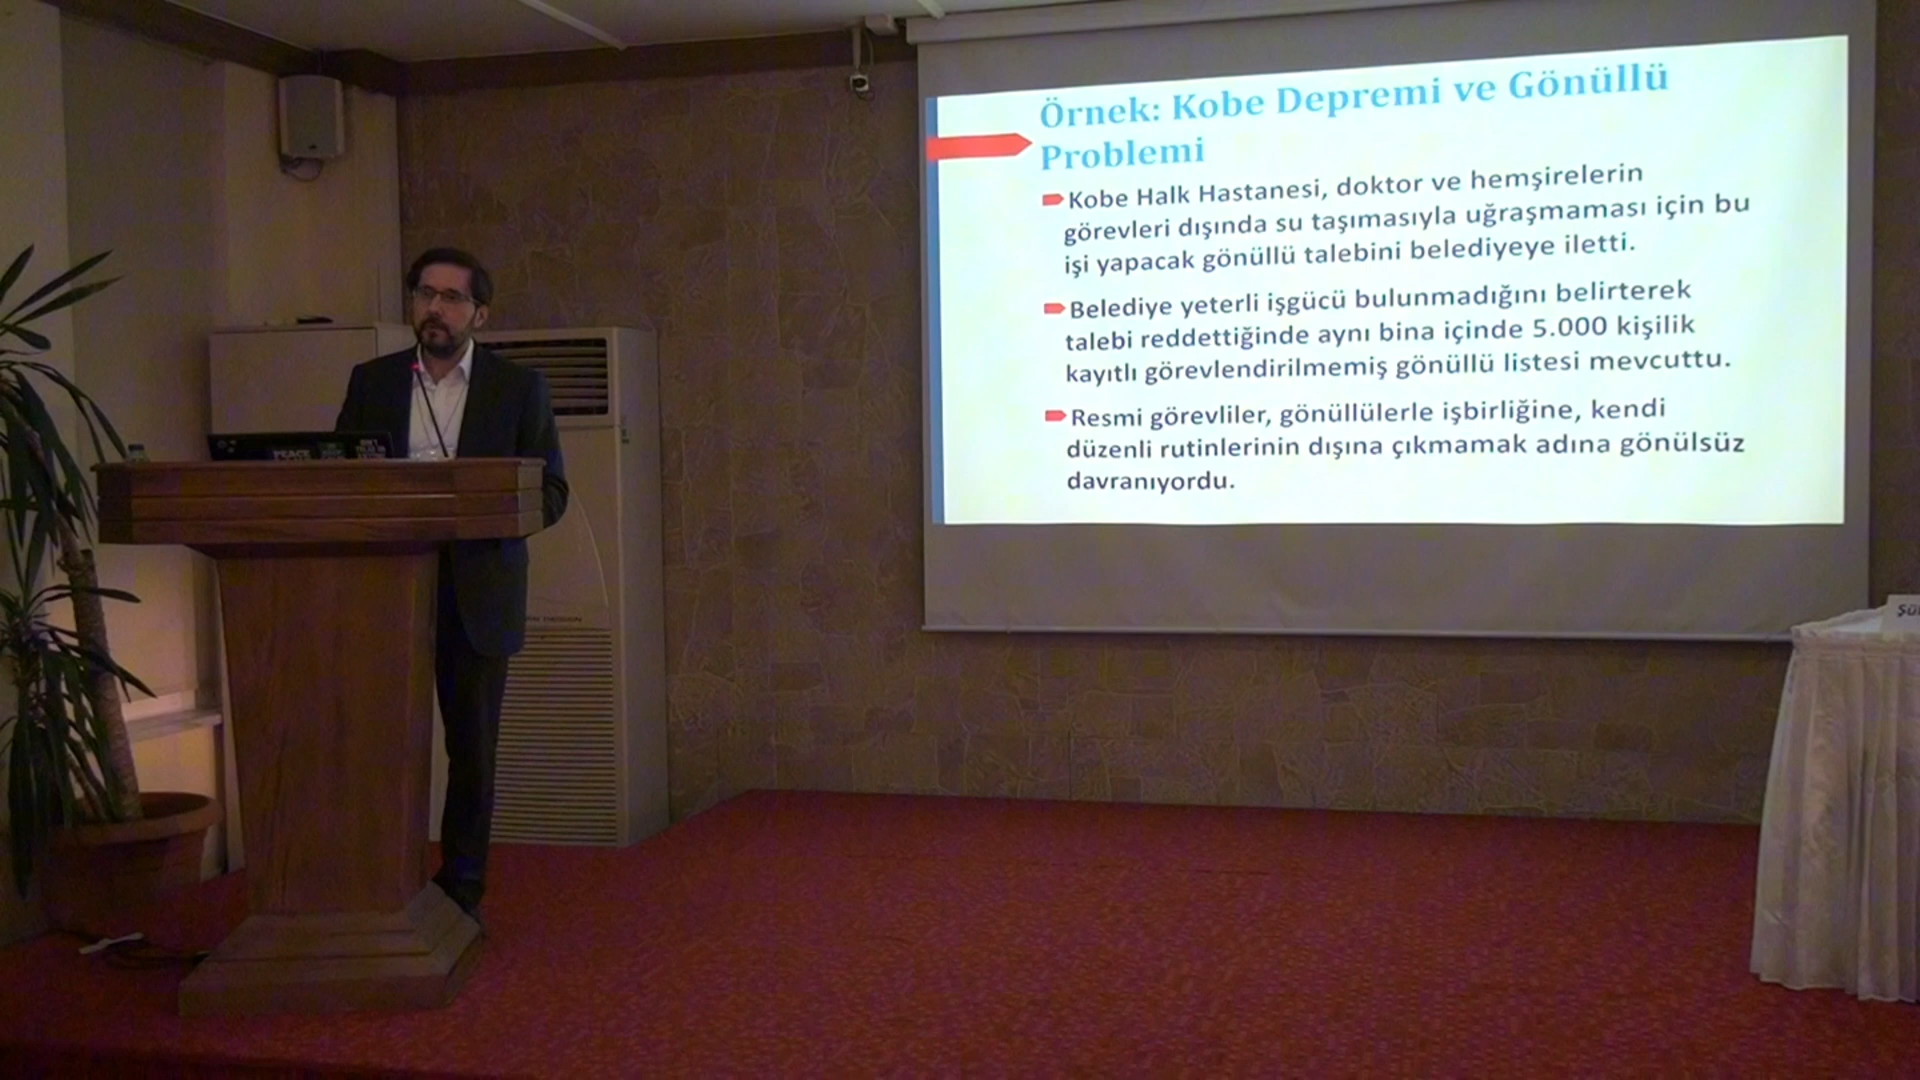 Örnek: Kobe Depremi ve Gönüllü
Problemi
Kobe Halk Hastanesi, doktor ve hemşirelerin
görevleri dışında su taşımasıyla uğraşmaması için bu
işi yapacak gönüllü talebini belediyeye iletti.
Belediye yeterli işgücü bulunmadığını belirterek
talebi reddettiğinde aynı bina içinde 5.000 kişilik
kayıtlı görevlendirilmemiş gönüllü listesi mevcuttu.
Resmi görevliler, gönüllülerle işbirliğine, kendi
düzenli rutinlerinin dışına çıkmamak adına gönülsüz
davranıyordu.
PEACE